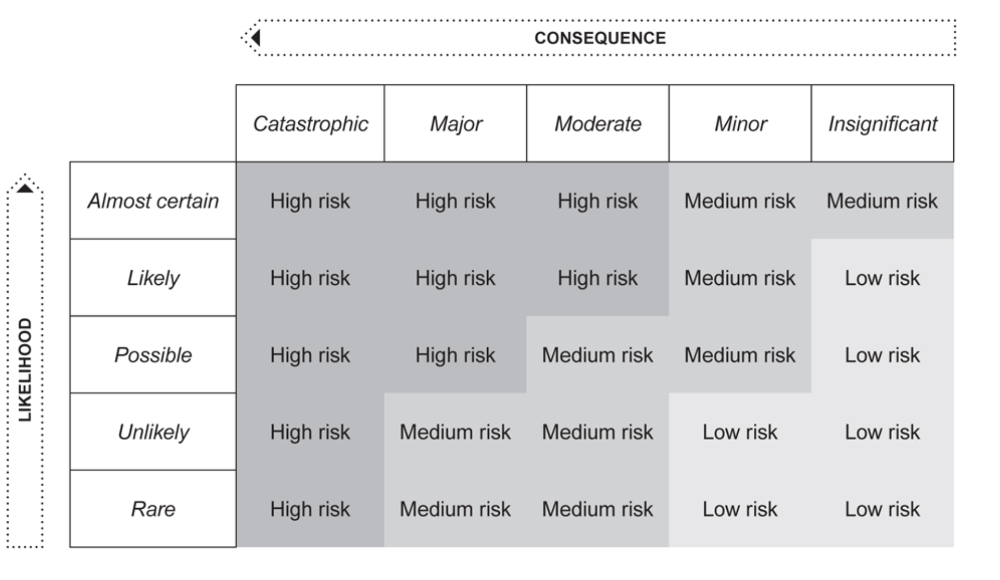 CONSEQUENCE
Catastrophic Major Moderate Minor Insignificant
LIKELIHOOD
Almost certain High risk High risk High risk Medium risk Medium risk
Likely High risk High risk High risk Medium risk Low risk
Possible High risk High risk Medium risk Medium risk Low risk
Unlikely High risk Medium risk Medium risk Low risk Low risk
Rare High risk Medium risk Medium risk Low risk Low risk